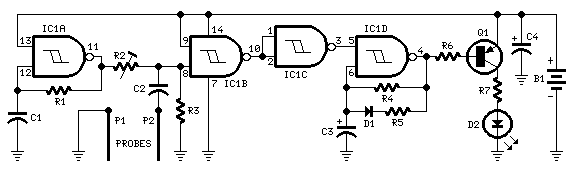 IC1A
IC1D
Q1
13
11
R2
9
14
10
1
3
5
4
R6
C4
+
12
8
2
6
R1
C2
7
IC1B
IC1C
R4
R7
B1
+
-
C1
P1
P2
R3
D1
R5
D2
C3
+
PROBES